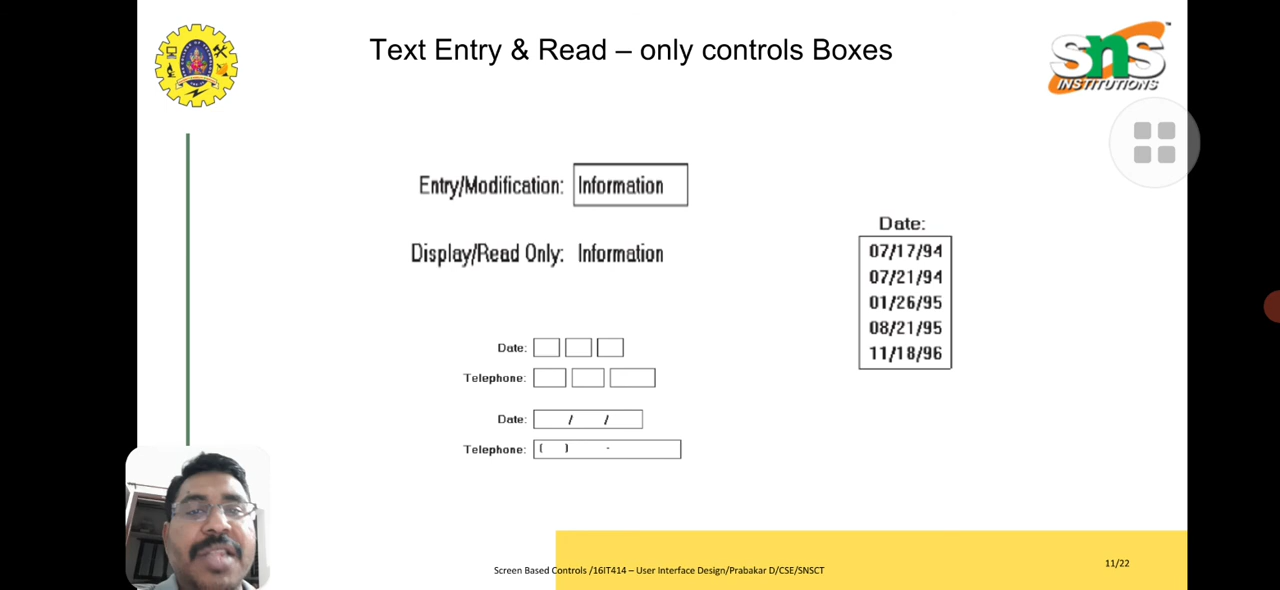 Text Entry & Read – only controls Boxes
SnS
INSTITUTIONS
Entry/Modification: Information
Display/Read Only: Information
Date:
07/17/94
07/21/94
01/26/95
08/21/95
11/18/96
Date:
Telephone:
Date: / /
Telephone: ( ) -
Screen Based Controls /16IT414 – User Interface Design/Prabakar D/CSE/SNSCT
11/22